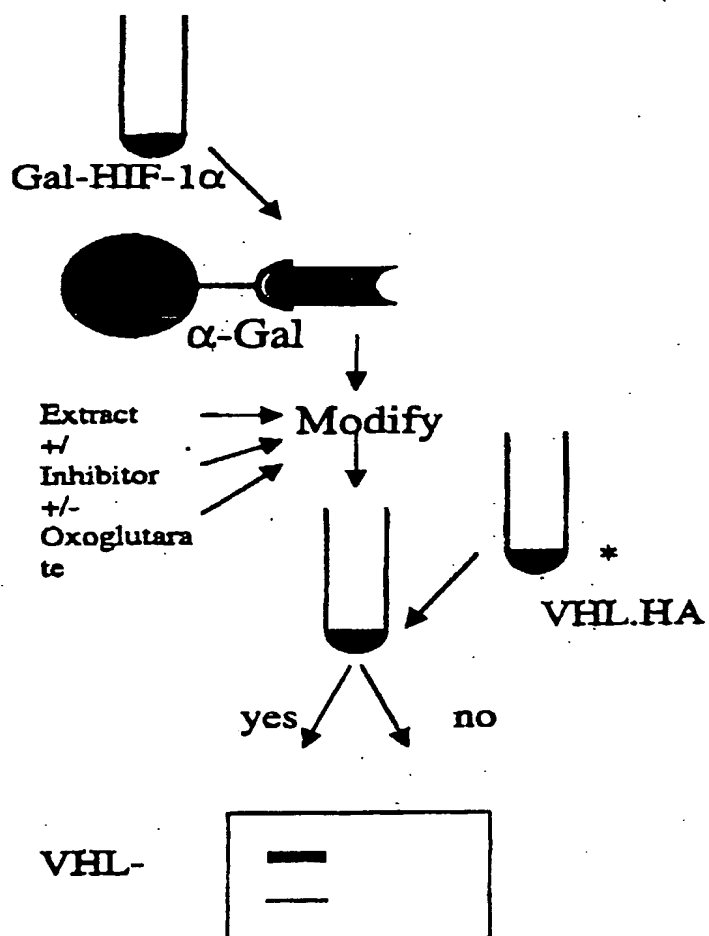 Gal-HIF-1α
α-Gal
Extract
+/
Inhibitor
+/-
Oxoglutara
te
Modify
*
VHL.HA
yes
no
VHL-